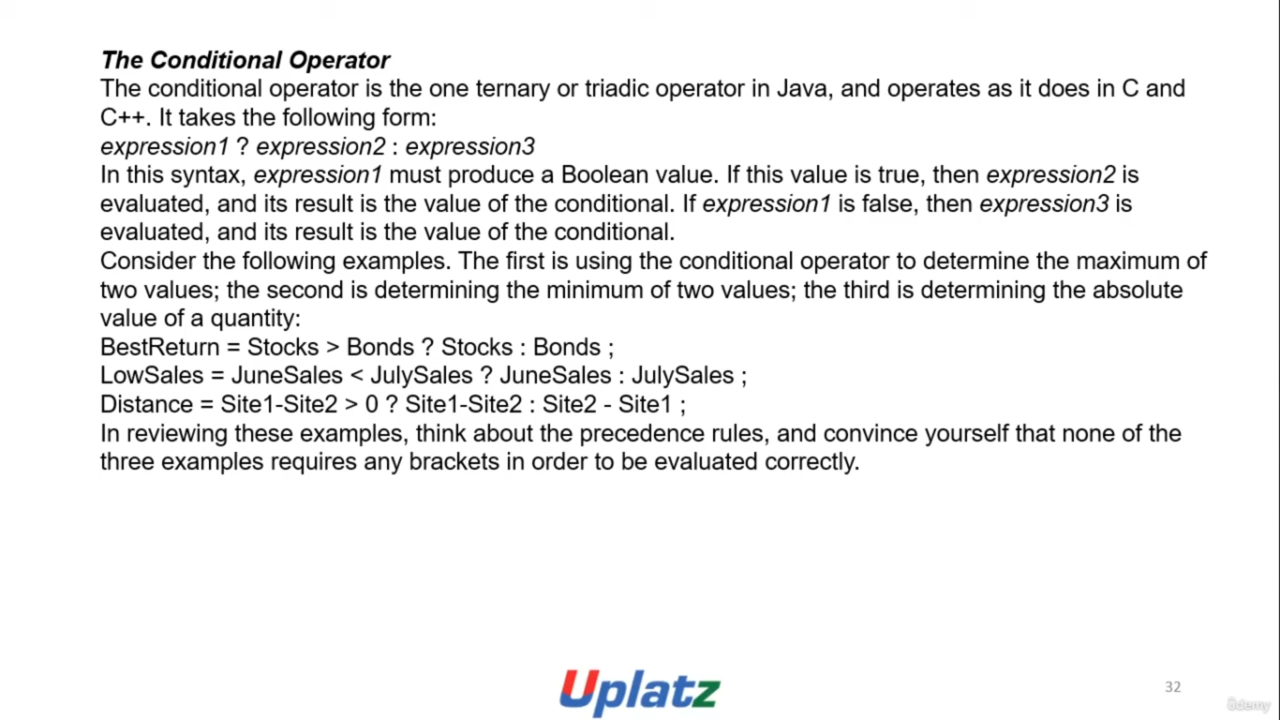 The Conditional Operator
The conditional operator is the one ternary or triadic operator in Java, and operates as it does in C and
C++. It takes the following form:
expression1 ? expression2 : expression3
In this syntax, expression1 must produce a Boolean value. If this value is true, then expression2 is
evaluated, and its result is the value of the conditional. If expression1 is false, then expression3 is
evaluated, and its result is the value of the conditional.
Consider the following examples. The first is using the conditional operator to determine the maximum of
two values; the second is determining the minimum of two values; the third is determining the absolute
value of a quantity:
BestReturn = Stocks > Bonds ? Stocks : Bonds ;
LowSales = JuneSales < JulySales ? JuneSales : JulySales ;
Distance = Site1-Site2 > 0 ? Site1-Site2 : Site2 - Site1 ;
In reviewing these examples, think about the precedence rules, and convince yourself that none of the
three examples requires any brackets in order to be evaluated correctly.
Uplatz
32
ûdemy